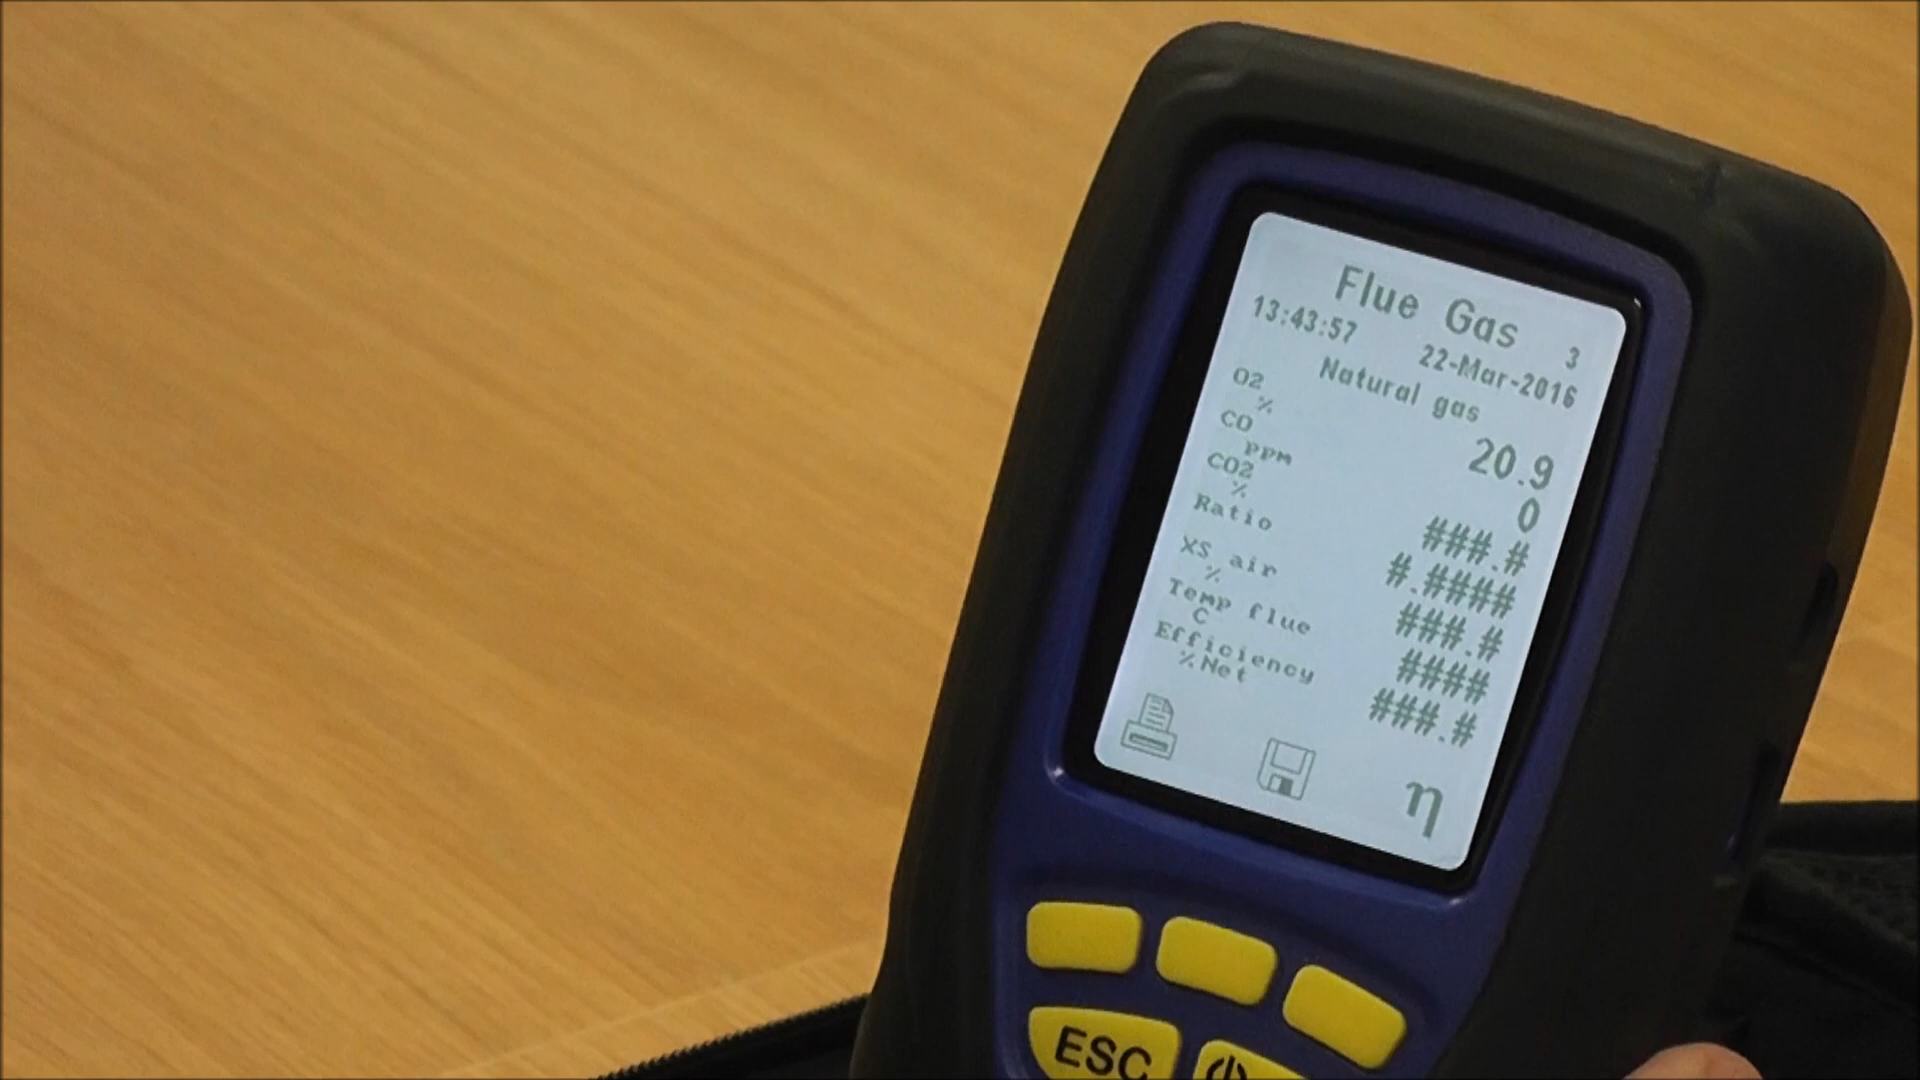 Flue Gas 3
13:43:57 22-Mar-2016
Natural gas
O2 % 20.9
CO ppm 0
CO2 % ###.#
Ratio #.####
XS air % ###.#
Temp flue C ####
Efficiency %Net ###.#
η
ESC